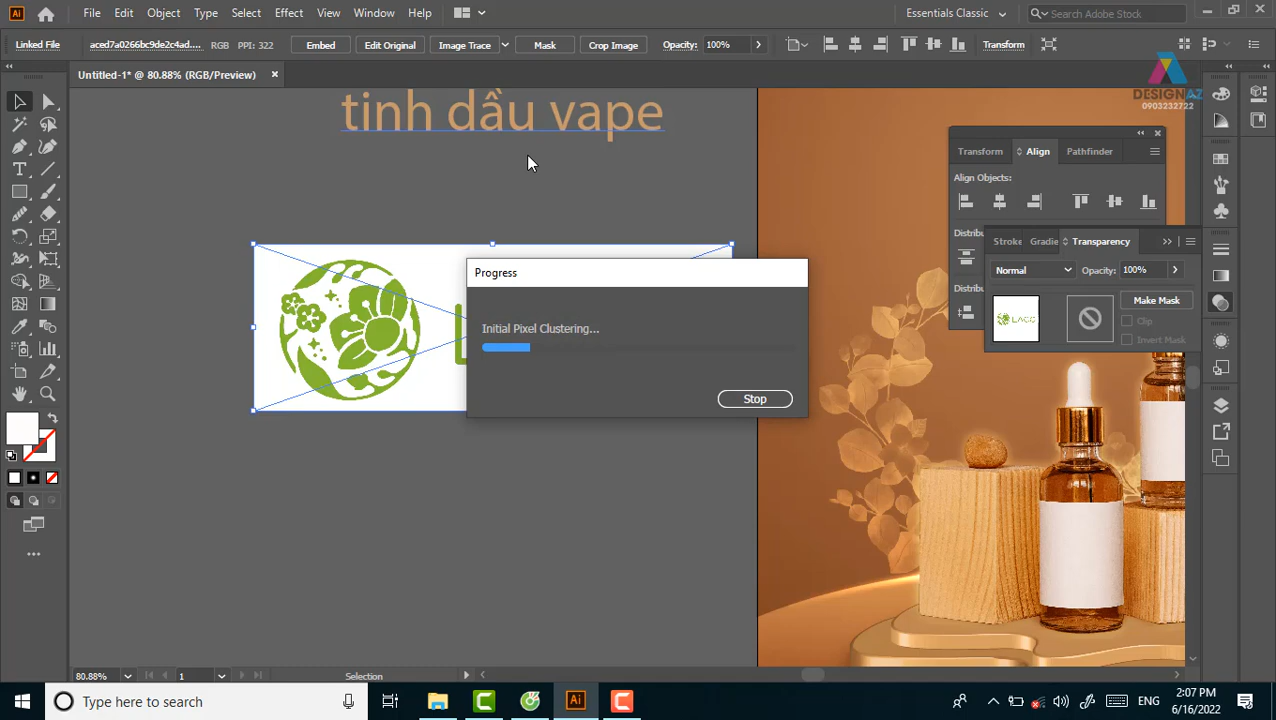 File Edit Object Type Select Effect View Window Help Essentials Classic Search Adobe Stock
Linked File aced7a0266bc9de2c4ad.... RGB PPI: 322 Embed Edit Original Image Trace Mask Crop Image Opacity: 100% Transform
Untitled-1* @ 80.88% (RGB/Preview)
DESIGNAZ
0903232722
tinh dầu vape
Transform Align Pathfinder
Align Objects:
Distribu
Distribu
Stroke Gradie Transparency
Normal Opacity: 100%
Make Mask
Clip
Invert Mask
Progress
Initial Pixel Clustering...
Stop
80.88% 1 Selection
Type here to search
ENG
2:07 PM
6/16/2022